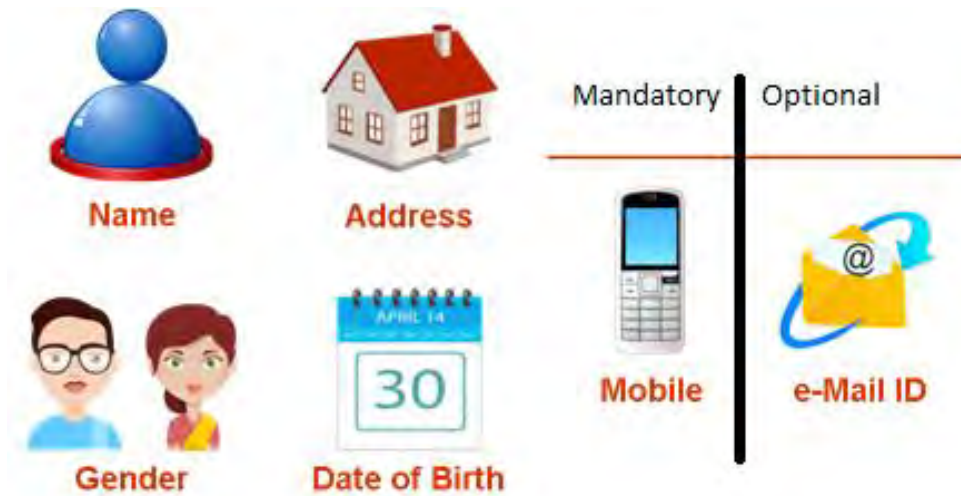 Name
Address
Gender
APRIL 14
30
Date of Birth
Mandatory
Optional
Mobile
@
e-Mail ID